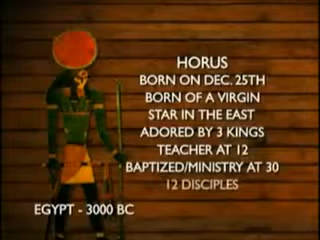 HORUS
BORN ON DEC. 25TH
BORN OF A VIRGIN
STAR IN THE EAST
ADORED BY 3 KINGS
TEACHER AT 12
BAPTIZED/MINISTRY AT 30
12 DISCIPLES
EGYPT - 3000 BC